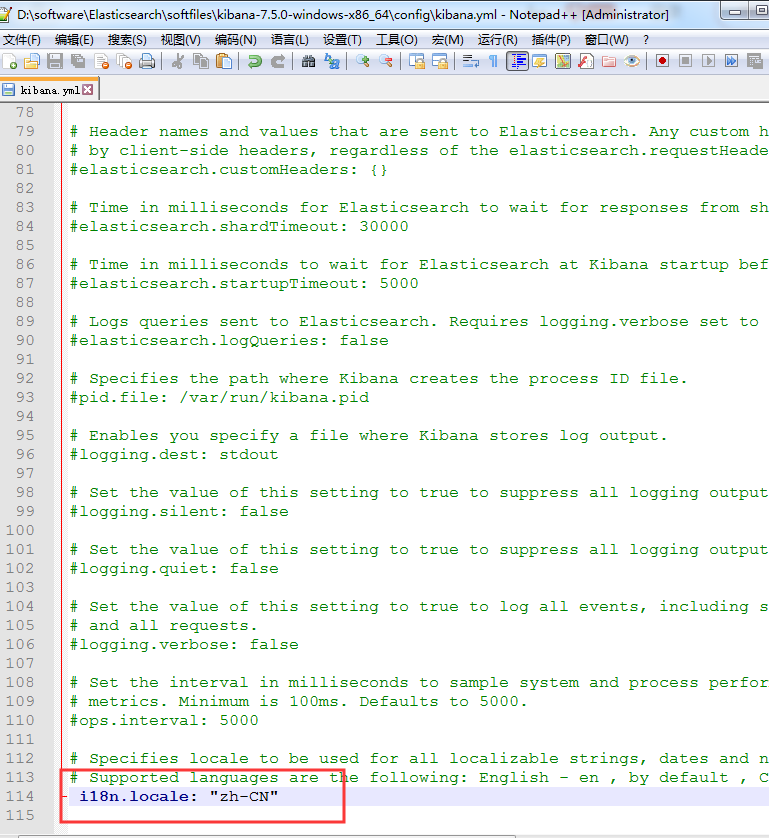 D:\software\Elasticsearch\softfiles\kibana-7.5.0-windows-x86_64\config\kibana.yml - Notepad++ [Administrator]
文件(F) 编辑(E) 搜索(S) 视图(V) 编码(N) 语言(L) 设置(T) 工具(O) 宏(M) 运行(R) 插件(P) 窗口(W) ?
kibana.yml
78
79 # Header names and values that are sent to Elasticsearch. Any custom h
80 # by client-side headers, regardless of the elasticsearch.requestHeade
81 #elasticsearch.customHeaders: {}
82
83 # Time in milliseconds for Elasticsearch to wait for responses from sh
84 #elasticsearch.shardTimeout: 30000
85
86 # Time in milliseconds to wait for Elasticsearch at Kibana startup bef
87 #elasticsearch.startupTimeout: 5000
88
89 # Logs queries sent to Elasticsearch. Requires logging.verbose set to
90 #elasticsearch.logQueries: false
91
92 # Specifies the path where Kibana creates the process ID file.
93 #pid.file: /var/run/kibana.pid
94
95 # Enables you specify a file where Kibana stores log output.
96 #logging.dest: stdout
97
98 # Set the value of this setting to true to suppress all logging output
99 #logging.silent: false
100
101 # Set the value of this setting to true to suppress all logging output
102 #logging.quiet: false
103
104 # Set the value of this setting to true to log all events, including s
105 # and all requests.
106 #logging.verbose: false
107
108 # Set the interval in milliseconds to sample system and process perfor
109 # metrics. Minimum is 100ms. Defaults to 5000.
110 #ops.interval: 5000
111
112 # Specifies locale to be used for all localizable strings, dates and n
113 # Supported languages are the following: English - en , by default , C
114 i18n.locale: "zh-CN"
115